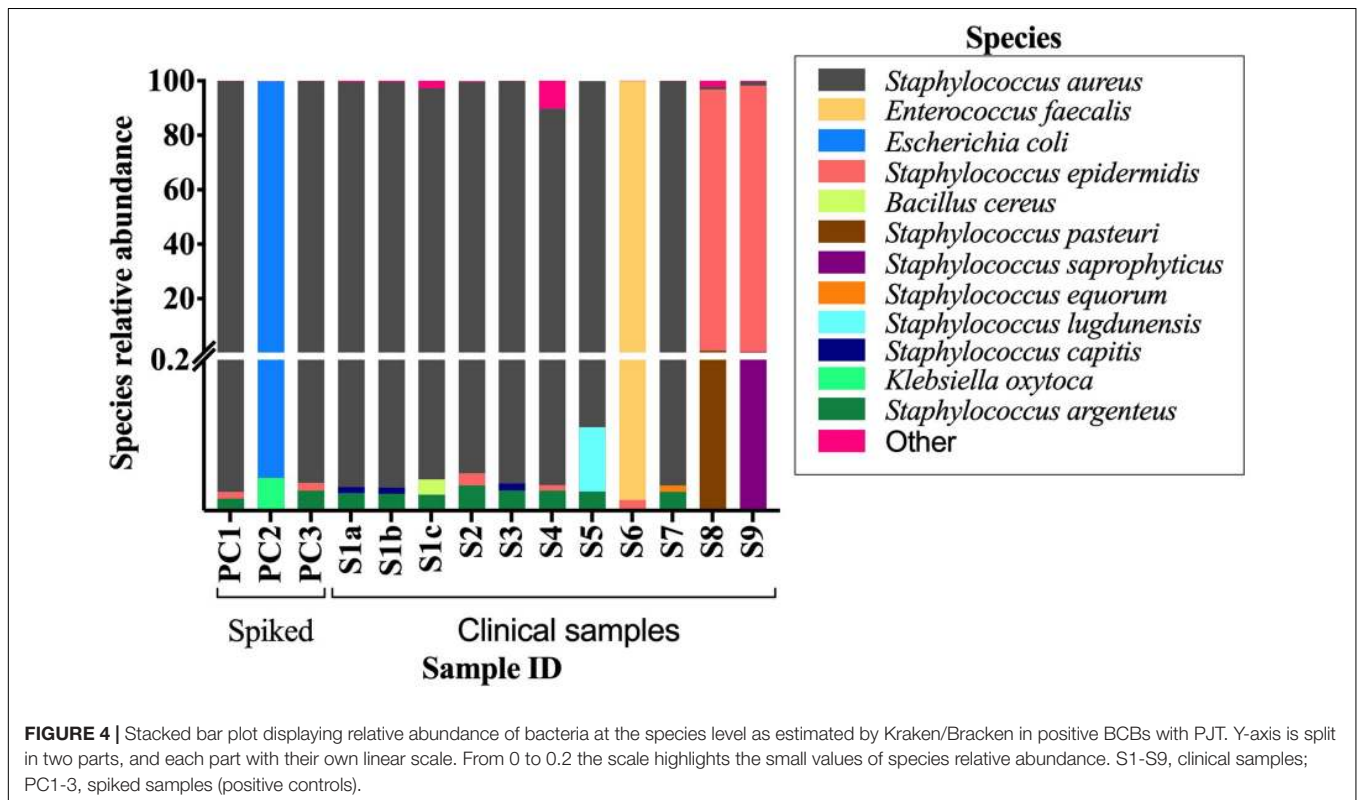 Species
Staphylococcus aureus
Enterococcus faecalis
Escherichia coli
Staphylococcus epidermidis
Bacillus cereus
Staphylococcus pasteuri
Staphylococcus saprophyticus
Staphylococcus equorum
Staphylococcus lugdunensis
Staphylococcus capitis
Klebsiella oxytoca
Staphylococcus argenteus
Other
Species relative abundance
100
80
60
40
20
0.2
PC1 PC2 PC3 S1a S1b S1c S2 S3 S4 S5 S6 S7 S8 S9
Spiked Clinical samples
Sample ID
FIGURE 4 | Stacked bar plot displaying relative abundance of bacteria at the species level as estimated by Kraken/Bracken in positive BCBs with PJT. Y-axis is split
in two parts, and each part with their own linear scale. From 0 to 0.2 the scale highlights the small values of species relative abundance. S1-S9, clinical samples;
PC1-3, spiked samples (positive controls).